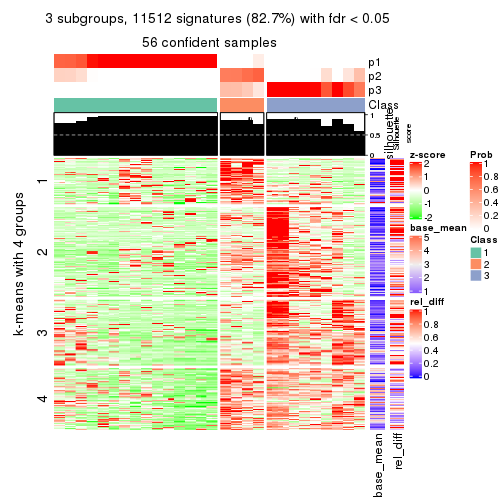 3 subgroups, 11512 signatures (82.7%) with fdr < 0.05
56 confident samples
p1
p2
p3
Class
1
0.5
0
silhouette
Silhouette
score
k-means with 4 groups
1
2
3
4
base_mean
rel_diff
z-score
2
1
0
-1
-2
base_mean
5
4
3
2
1
rel_diff
1
0.8
0.6
0.4
0.2
0
Prob
1
0.8
0.6
0.4
0.2
0
Class
1
2
3